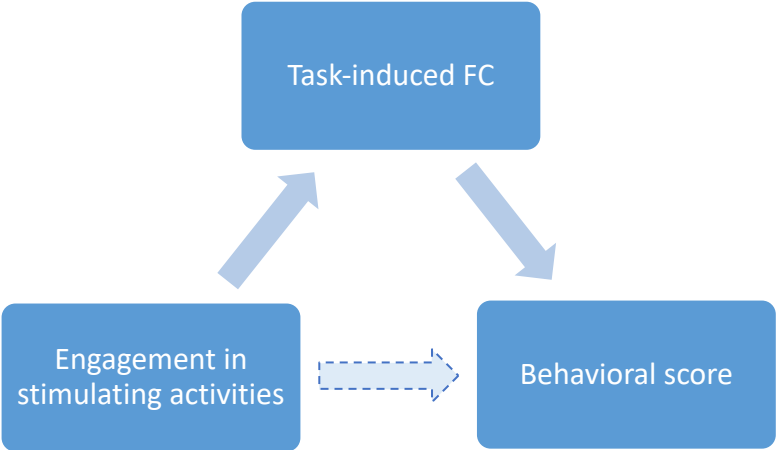 Task-induced FC
Engagement in
stimulating activities
Behavioral score